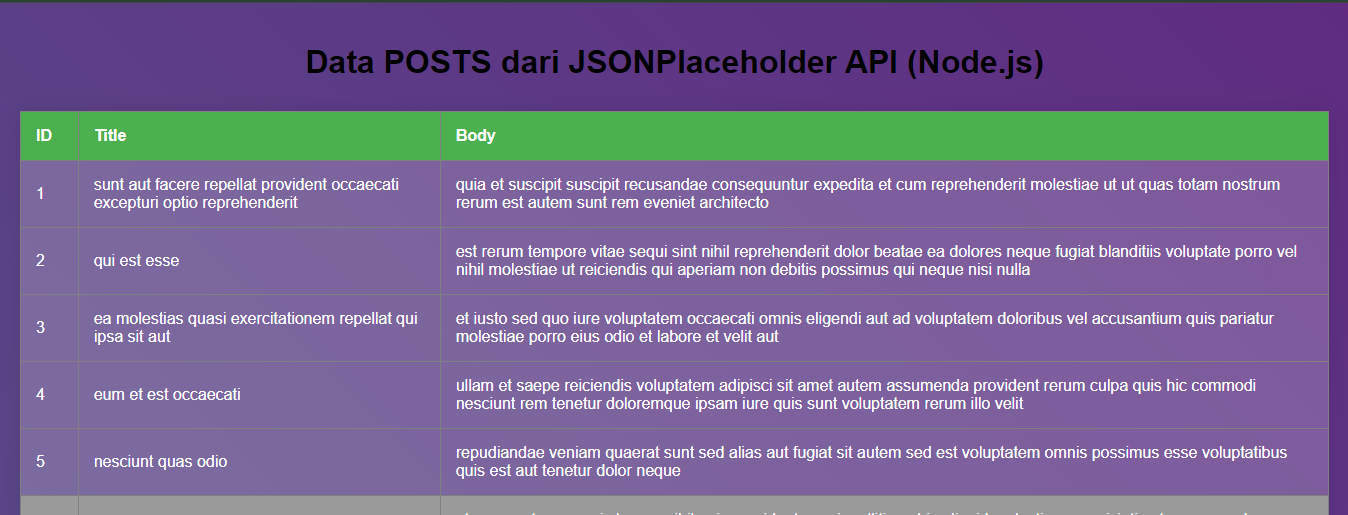 Data POSTS dari JSONPlaceholder API (Node.js)
ID Title Body
1 sunt aut facere repellat provident occaecati
excepturi optio reprehenderit
quia et suscipit suscipit recusandae consequuntur expedita et cum reprehenderit molestiae ut ut quas totam nostrum
rerum est autem sunt rem eveniet architecto
2 qui est esse
est rerum tempore vitae sequi sint nihil reprehenderit dolor beatae ea dolores neque fugiat blanditiis voluptate porro vel
nihil molestiae ut reiciendis qui aperiam non debitis possimus qui neque nisi nulla
3 ea molestias quasi exercitationem repellat qui
ipsa sit aut
et iusto sed quo iure voluptatem occaecati omnis eligendi aut ad voluptatem doloribus vel accusantium quis pariatur
molestiae porro eius odio et labore et velit aut
4 eum et est occaecati
ullam et saepe reiciendis voluptatem adipisci sit amet autem assumenda provident rerum culpa quis hic commodi
nesciunt rem tenetur doloremque ipsam iure quis sunt voluptatem rerum illo velit
5 nesciunt quas odio
repudiandae veniam quaerat sunt sed alias aut fugiat sit autem sed est voluptatem omnis possimus esse voluptatibus
quis est aut tenetur dolor neque